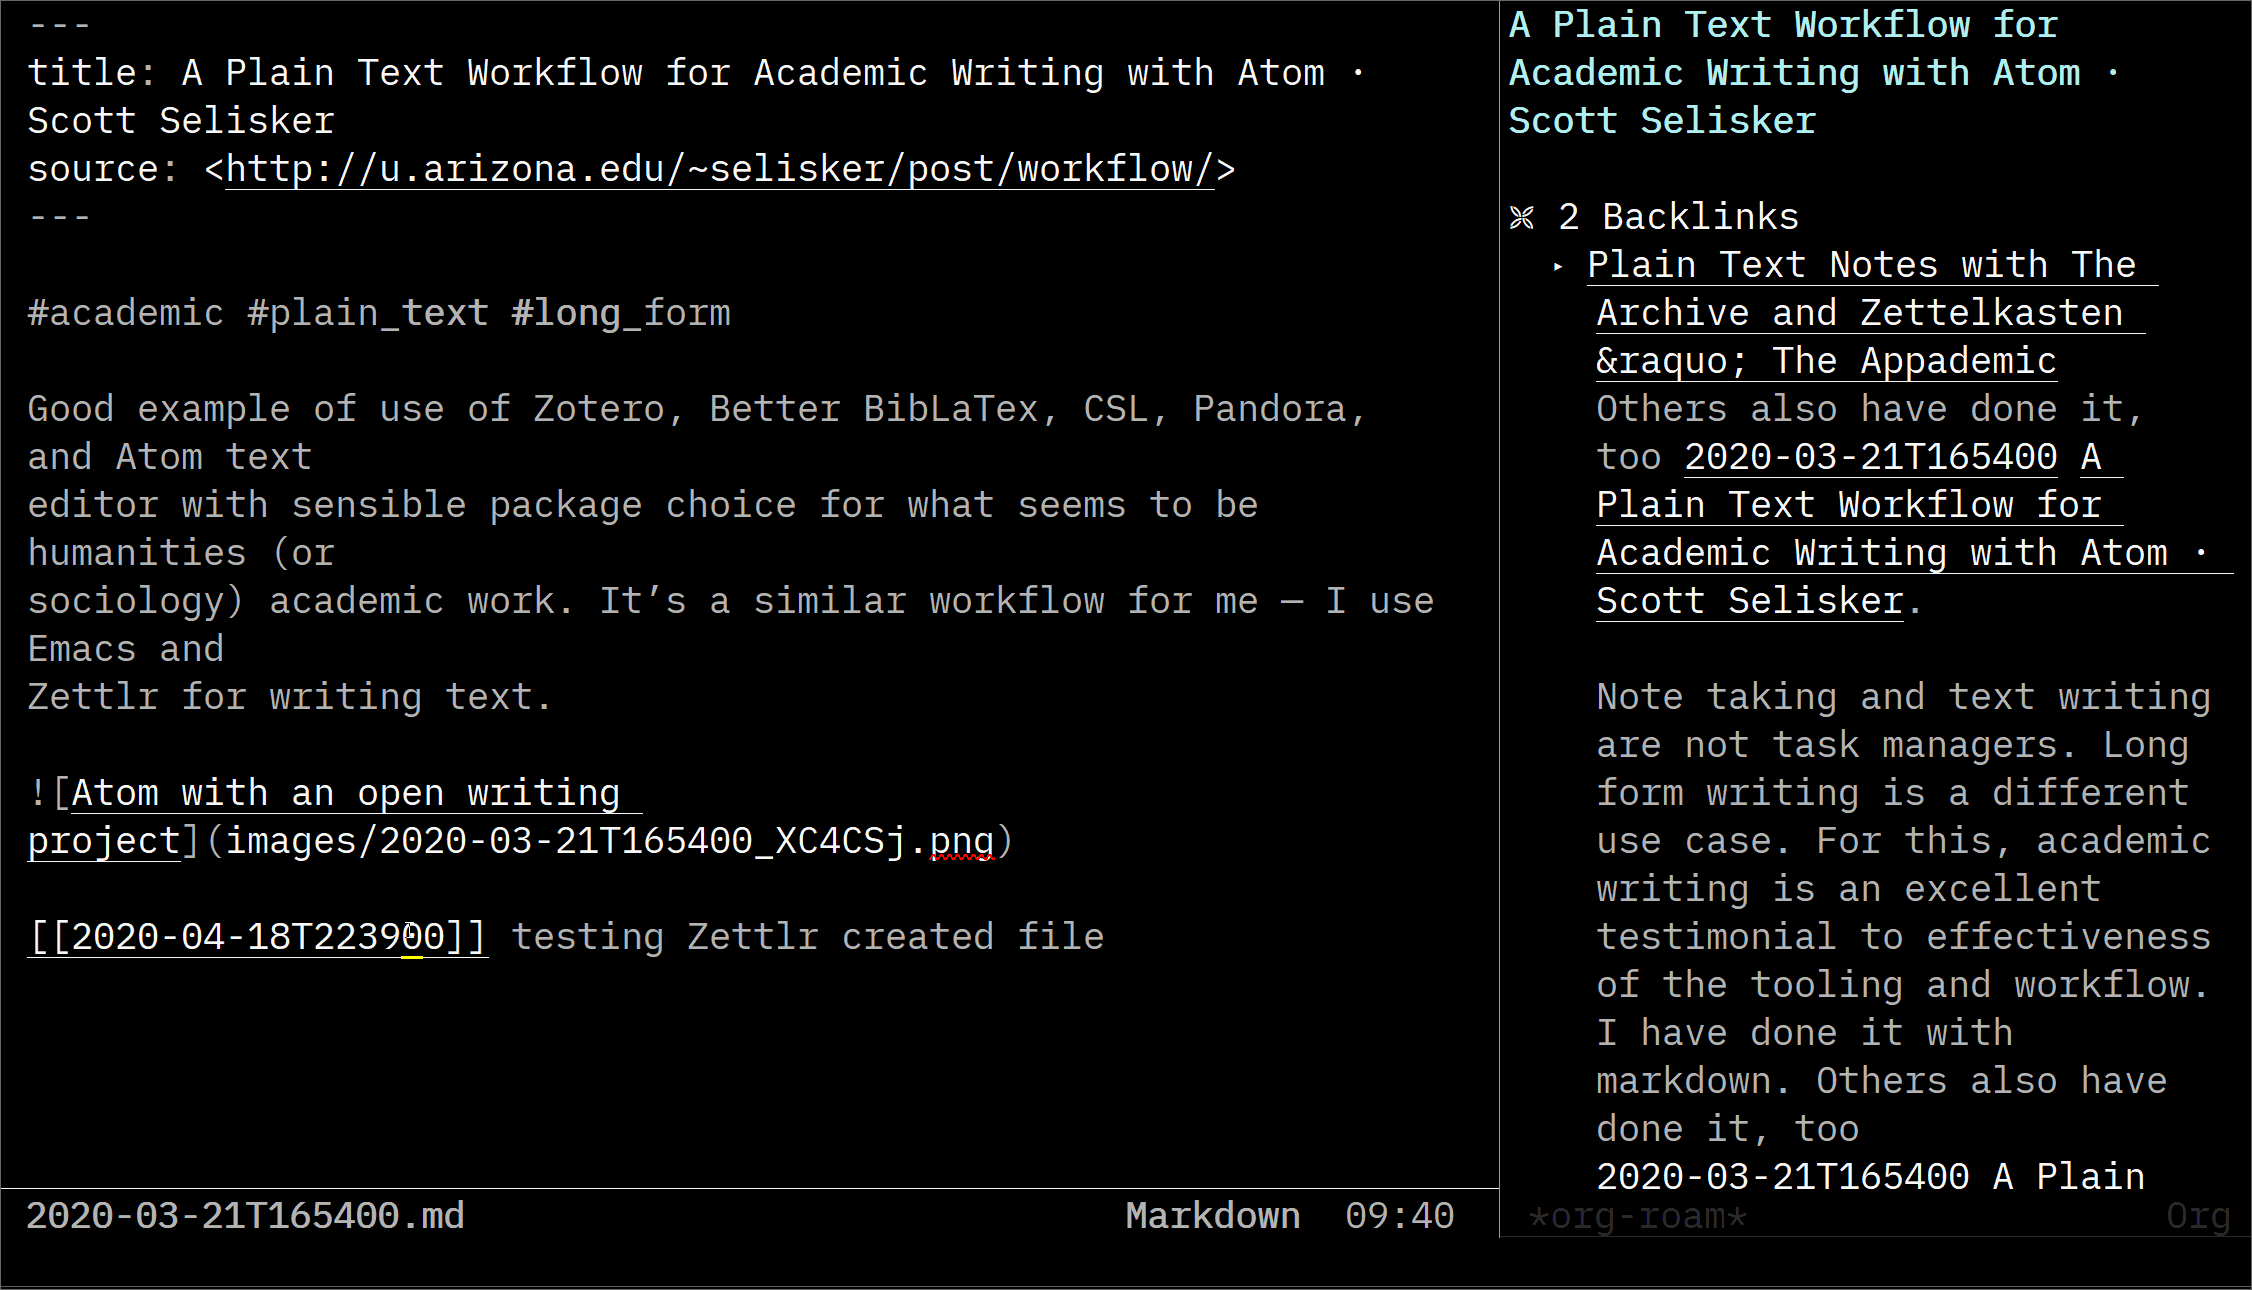 ---
title: A Plain Text Workflow for Academic Writing with Atom ·
Scott Selisker
source: <http://u.arizona.edu/~selisker/post/workflow/>
---
#academic #plain_text #long_form
Good example of use of Zotero, Better BibLaTex, CSL, Pandora,
and Atom text
editor with sensible package choice for what seems to be
humanities (or
sociology) academic work. It’s a similar workflow for me — I use
Emacs and
Zettlr for writing text.
![Atom with an open writing
project](images/2020-03-21T165400_XC4CSj.png)
[[2020-04-18T223900]] testing Zettlr created file
2020-03-21T165400.md Markdown 09:40
A Plain Text Workflow for
Academic Writing with Atom ·
Scott Selisker
2 Backlinks
▸ Plain Text Notes with The
Archive and Zettelkasten
&raquo; The Appademic
Others also have done it,
too 2020-03-21T165400 A
Plain Text Workflow for
Academic Writing with Atom ·
Scott Selisker.
Note taking and text writing
are not task managers. Long
form writing is a different
use case. For this, academic
writing is an excellent
testimonial to effectiveness
of the tooling and workflow.
I have done it with
markdown. Others also have
done it, too
2020-03-21T165400 A Plain
*org-roam* Org